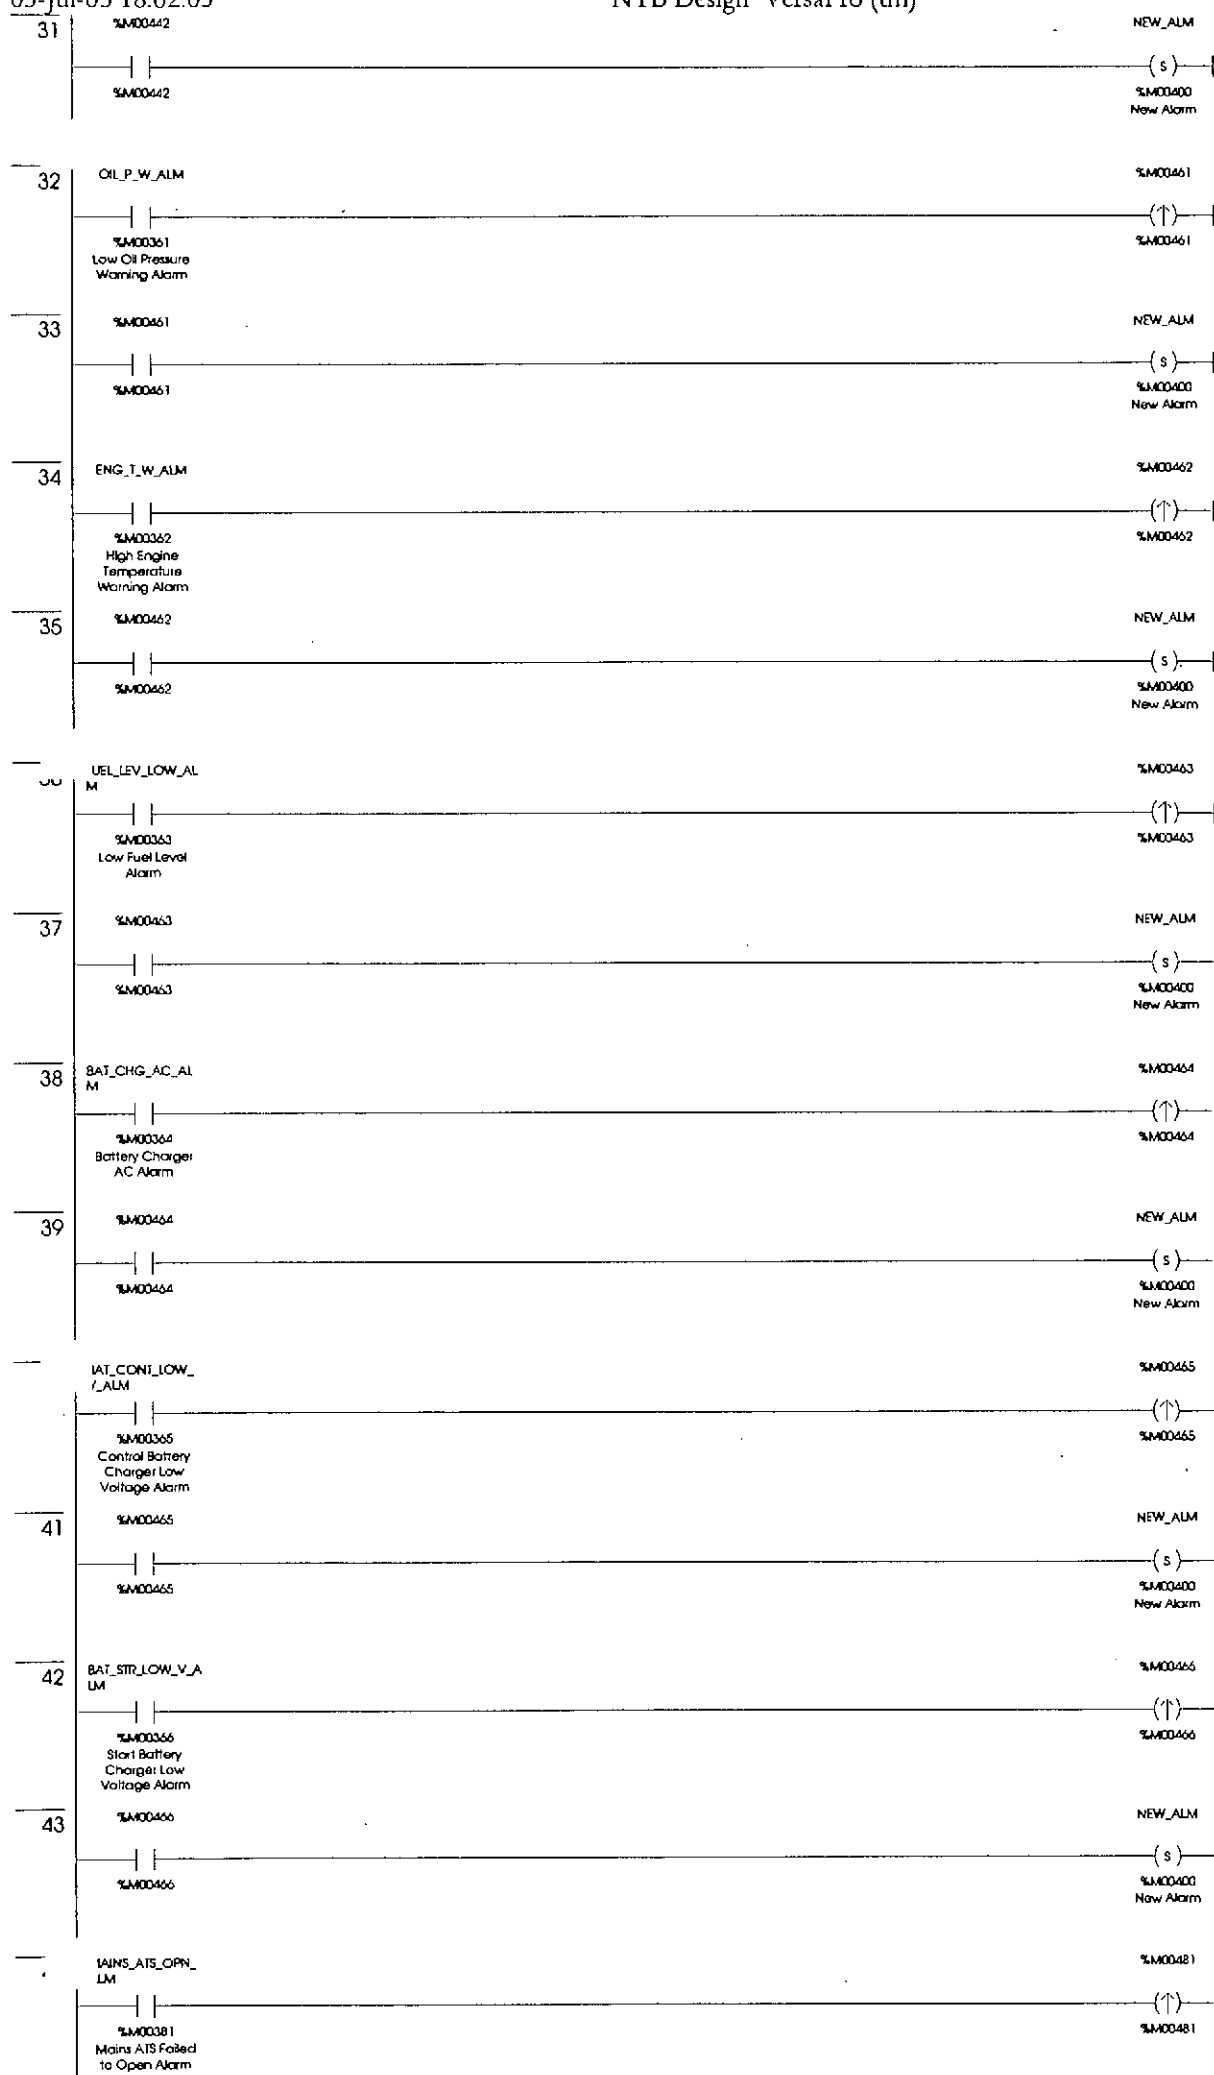 31
%M00442
NEW_ALM
(s)
%M00442
%M00400
New Alarm
32
OIL_P_W_ALM
%M00461
(↑)
%M00361
%M00461
Low Oil Pressure
Warning Alarm
33
%M00461
NEW_ALM
(s)
%M00461
%M00400
New Alarm
34
ENG_T_W_ALM
%M00462
(↑)
%M00362
%M00462
High Engine
Temperature
Warning Alarm
35
%M00462
NEW_ALM
(s)
%M00462
%M00400
New Alarm
UEL_LEV_LOW_AL
M
%M00463
(↑)
%M00363
%M00463
Low Fuel Level
Alarm
37
%M00463
NEW_ALM
(s)
%M00463
%M00400
New Alarm
38
BAT_CHG_AC_AL
M
%M00464
(↑)
%M00364
%M00464
Battery Charger
AC Alarm
39
%M00464
NEW_ALM
(s)
%M00464
%M00400
New Alarm
AT_CONT_LOW_
_ALM
%M00465
(↑)
%M00365
%M00465
Control Battery
Charger Low
Voltage Alarm
41
%M00465
NEW_ALM
(s)
%M00465
%M00400
New Alarm
42
BAT_STR_LOW_V_A
LM
%M00466
(↑)
%M00366
%M00466
Start Battery
Charger Low
Voltage Alarm
43
%M00466
NEW_ALM
(s)
%M00466
%M00400
New Alarm
AINS_ATS_OPN_
LM
%M00481
(↑)
%M00381
%M00481
Mains ATS Failed
to Open Alarm